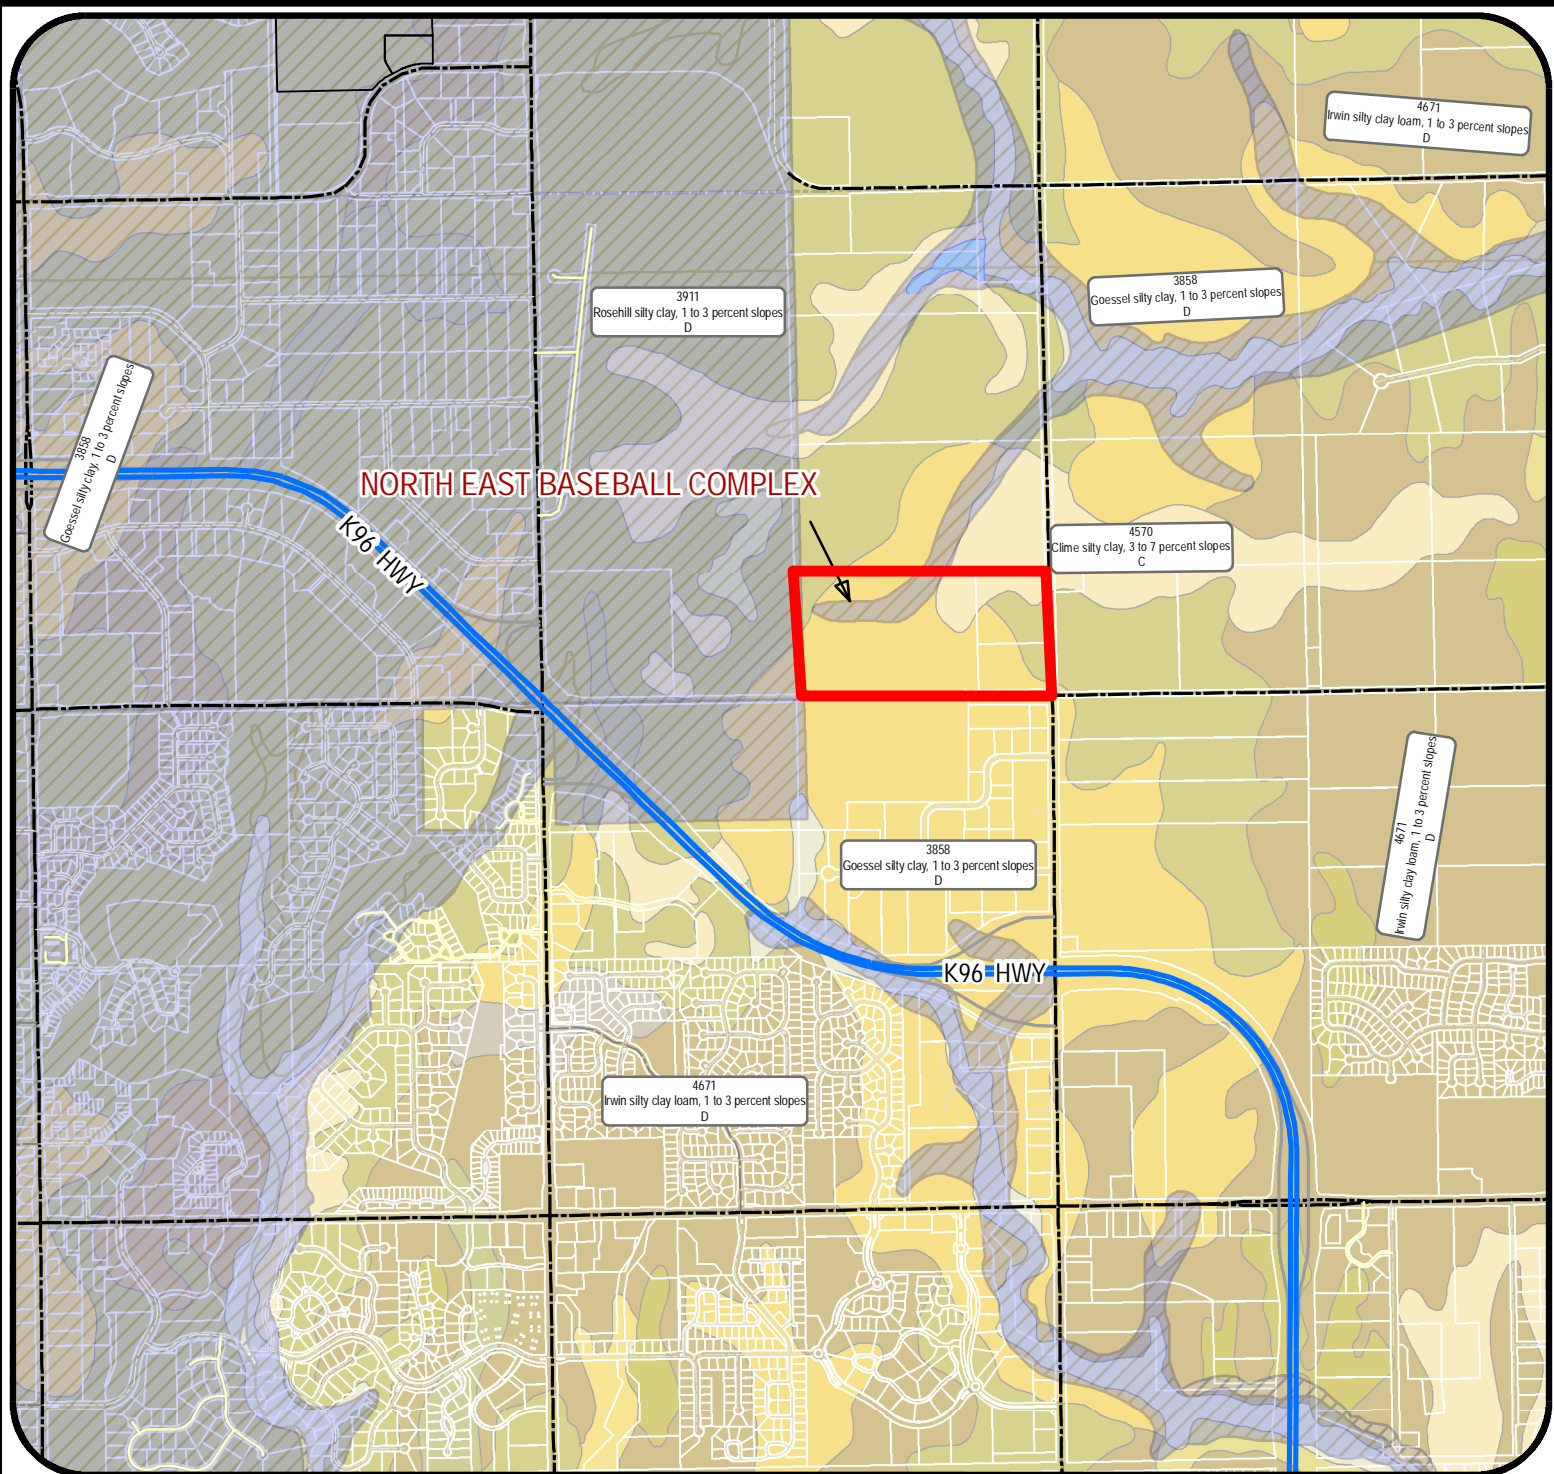 4671
Irwin silty clay loam, 1 to 3 percent slopes
D
3858
Goessel silty clay, 1 to 3 percent slopes
D
3911
Rosehill silty clay, 1 to 3 percent slopes
D
3858
Goessel silty clay, 1 to 3 percent slopes
D
NORTH EAST BASEBALL COMPLEX
K96 HWY
4570
Clime silty clay, 3 to 7 percent slopes
C
4671
Irwin silty clay loam, 1 to 3 percent slopes
D
3858
Goessel silty clay, 1 to 3 percent slopes
D
K96 HWY
4671
Irwin silty clay loam, 1 to 3 percent slopes
D